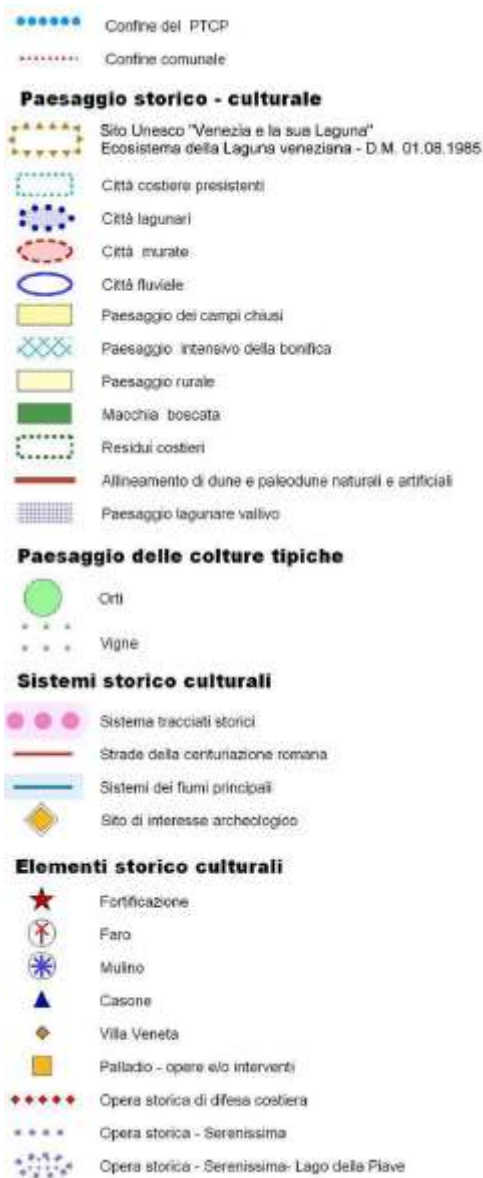 Confine del PTCP
Confine comunale
Paesaggio storico - culturale
Sito Unesco "Venezia e la sua Laguna"
Ecosistema della Laguna veneziana - D.M. 01.08.1985
Città costiere presistenti
Città lagunari
Città murate
Città fluviale
Paesaggio dei campi chiusi
Paesaggio intensivo della bonifica
Paesaggio rurale
Macchia boscata
Residui costieri
Allineamento di dune e paleodune naturali e artificiali
Paesaggio lagunare vallivo
Paesaggio delle colture tipiche
Orti
Vigne
Sistemi storico culturali
Sistema tracciati storici
Strade della centuriazione romana
Sistemi dei fiumi principali
Sito di interesse archeologico
Elementi storico culturali
Fortificazione
Faro
Mulino
Casone
Villa Veneta
Palladio - opere e/o interventi
Opera storica di difesa costiera
Opera storica - Serenissima
Opera storica - Serenissima- Lago della Piave